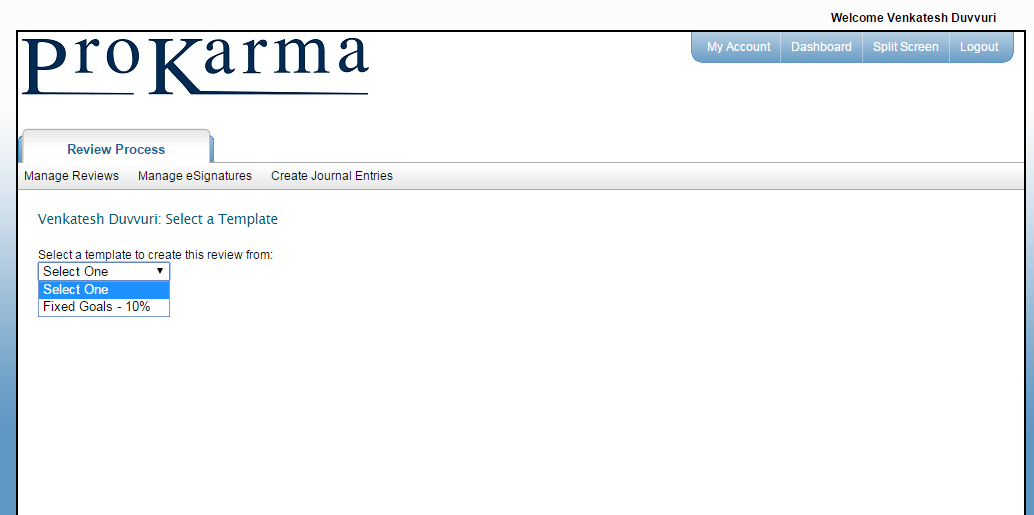 Welcome Venkatesh Duvvuri
ProKarma
My Account Dashboard Split Screen Logout
Review Process
Manage Reviews Manage eSignatures Create Journal Entries
Venkatesh Duvvuri: Select a Template
Select a template to create this review from:
Select One
Select One
Fixed Goals - 10%